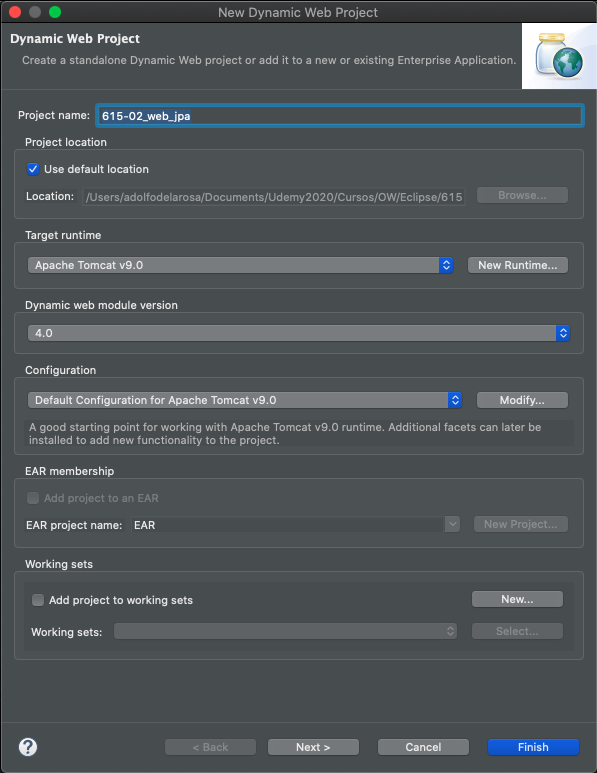 New Dynamic Web Project
Dynamic Web Project
Create a standalone Dynamic Web project or add it to a new or existing Enterprise Application.
Project name: 615-02_web_jpa
Project location
Use default location
Location: /Users/adolfodelarosa/Documents/Udemy2020/Cursos/OW/Eclipse/615 Browse...
Target runtime
Apache Tomcat v9.0 New Runtime...
Dynamic web module version
4.0
Configuration
Default Configuration for Apache Tomcat v9.0 Modify...
A good starting point for working with Apache Tomcat v9.0 runtime. Additional facets can later be
installed to add new functionality to the project.
EAR membership
Add project to an EAR
EAR project name: EAR New Project...
Working sets
Add project to working sets New...
Working sets: Select...
? < Back Next > Cancel Finish